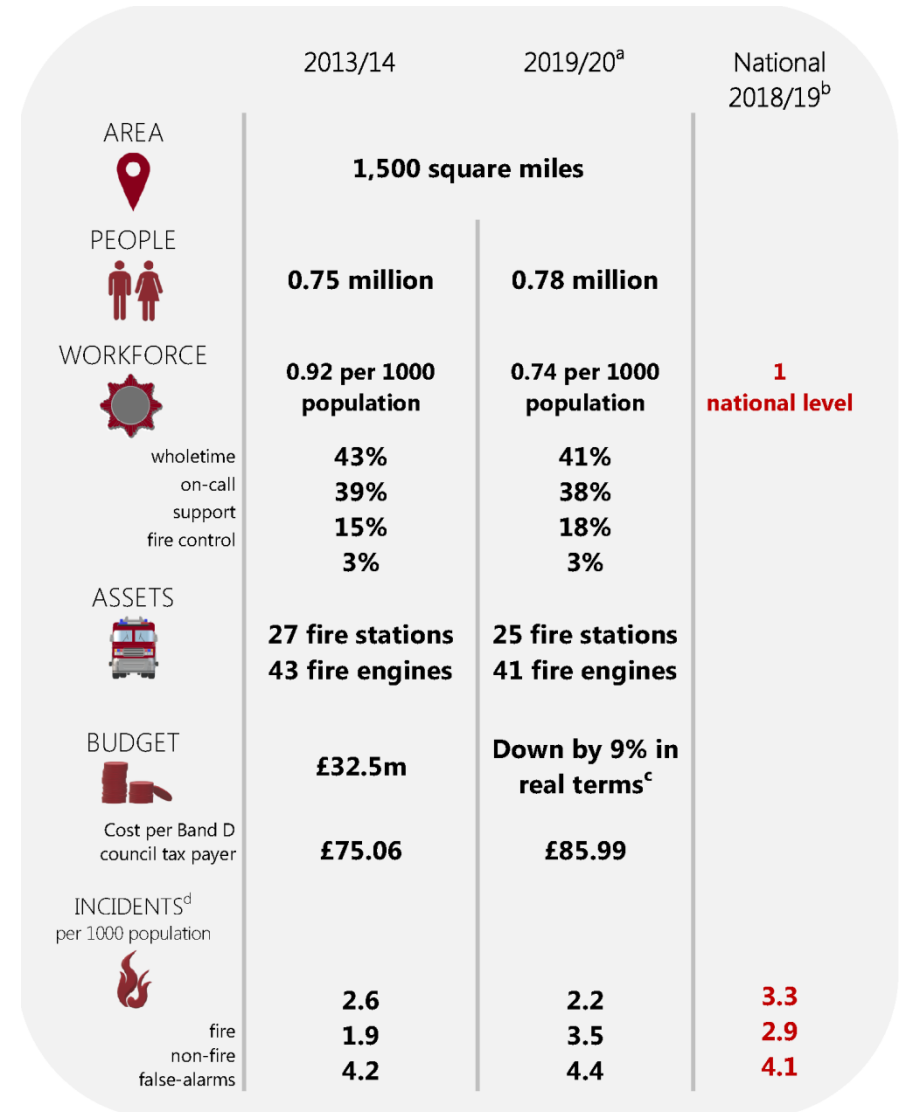 2013/14 2019/20ᵃ National
2018/19ᵇ
AREA
1,500 square miles
PEOPLE
0.75 million 0.78 million
WORKFORCE
0.92 per 1000 0.74 per 1000 1
population population national level
wholetime 43% 41%
on-call 39% 38%
support 15% 18%
fire control 3% 3%
ASSETS
27 fire stations 25 fire stations
43 fire engines 41 fire engines
BUDGET
£32.5m Down by 9% in
real termsᶜ
Cost per Band D
council tax payer £75.06 £85.99
INCIDENTSᵈ
per 1000 population
fire 2.6 2.2 3.3
non-fire 1.9 3.5 2.9
false-alarms 4.2 4.4 4.1